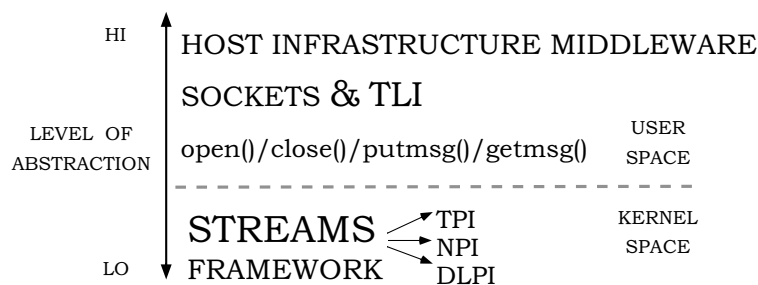 HI
HOST INFRASTRUCTURE MIDDLEWARE
SOCKETS & TLI
LEVEL OF
ABSTRACTION
open()/close()/putmsg()/getmsg()
USER
SPACE
STREAMS
FRAMEWORK
TPI
NPI
DLPI
KERNEL
SPACE
LO